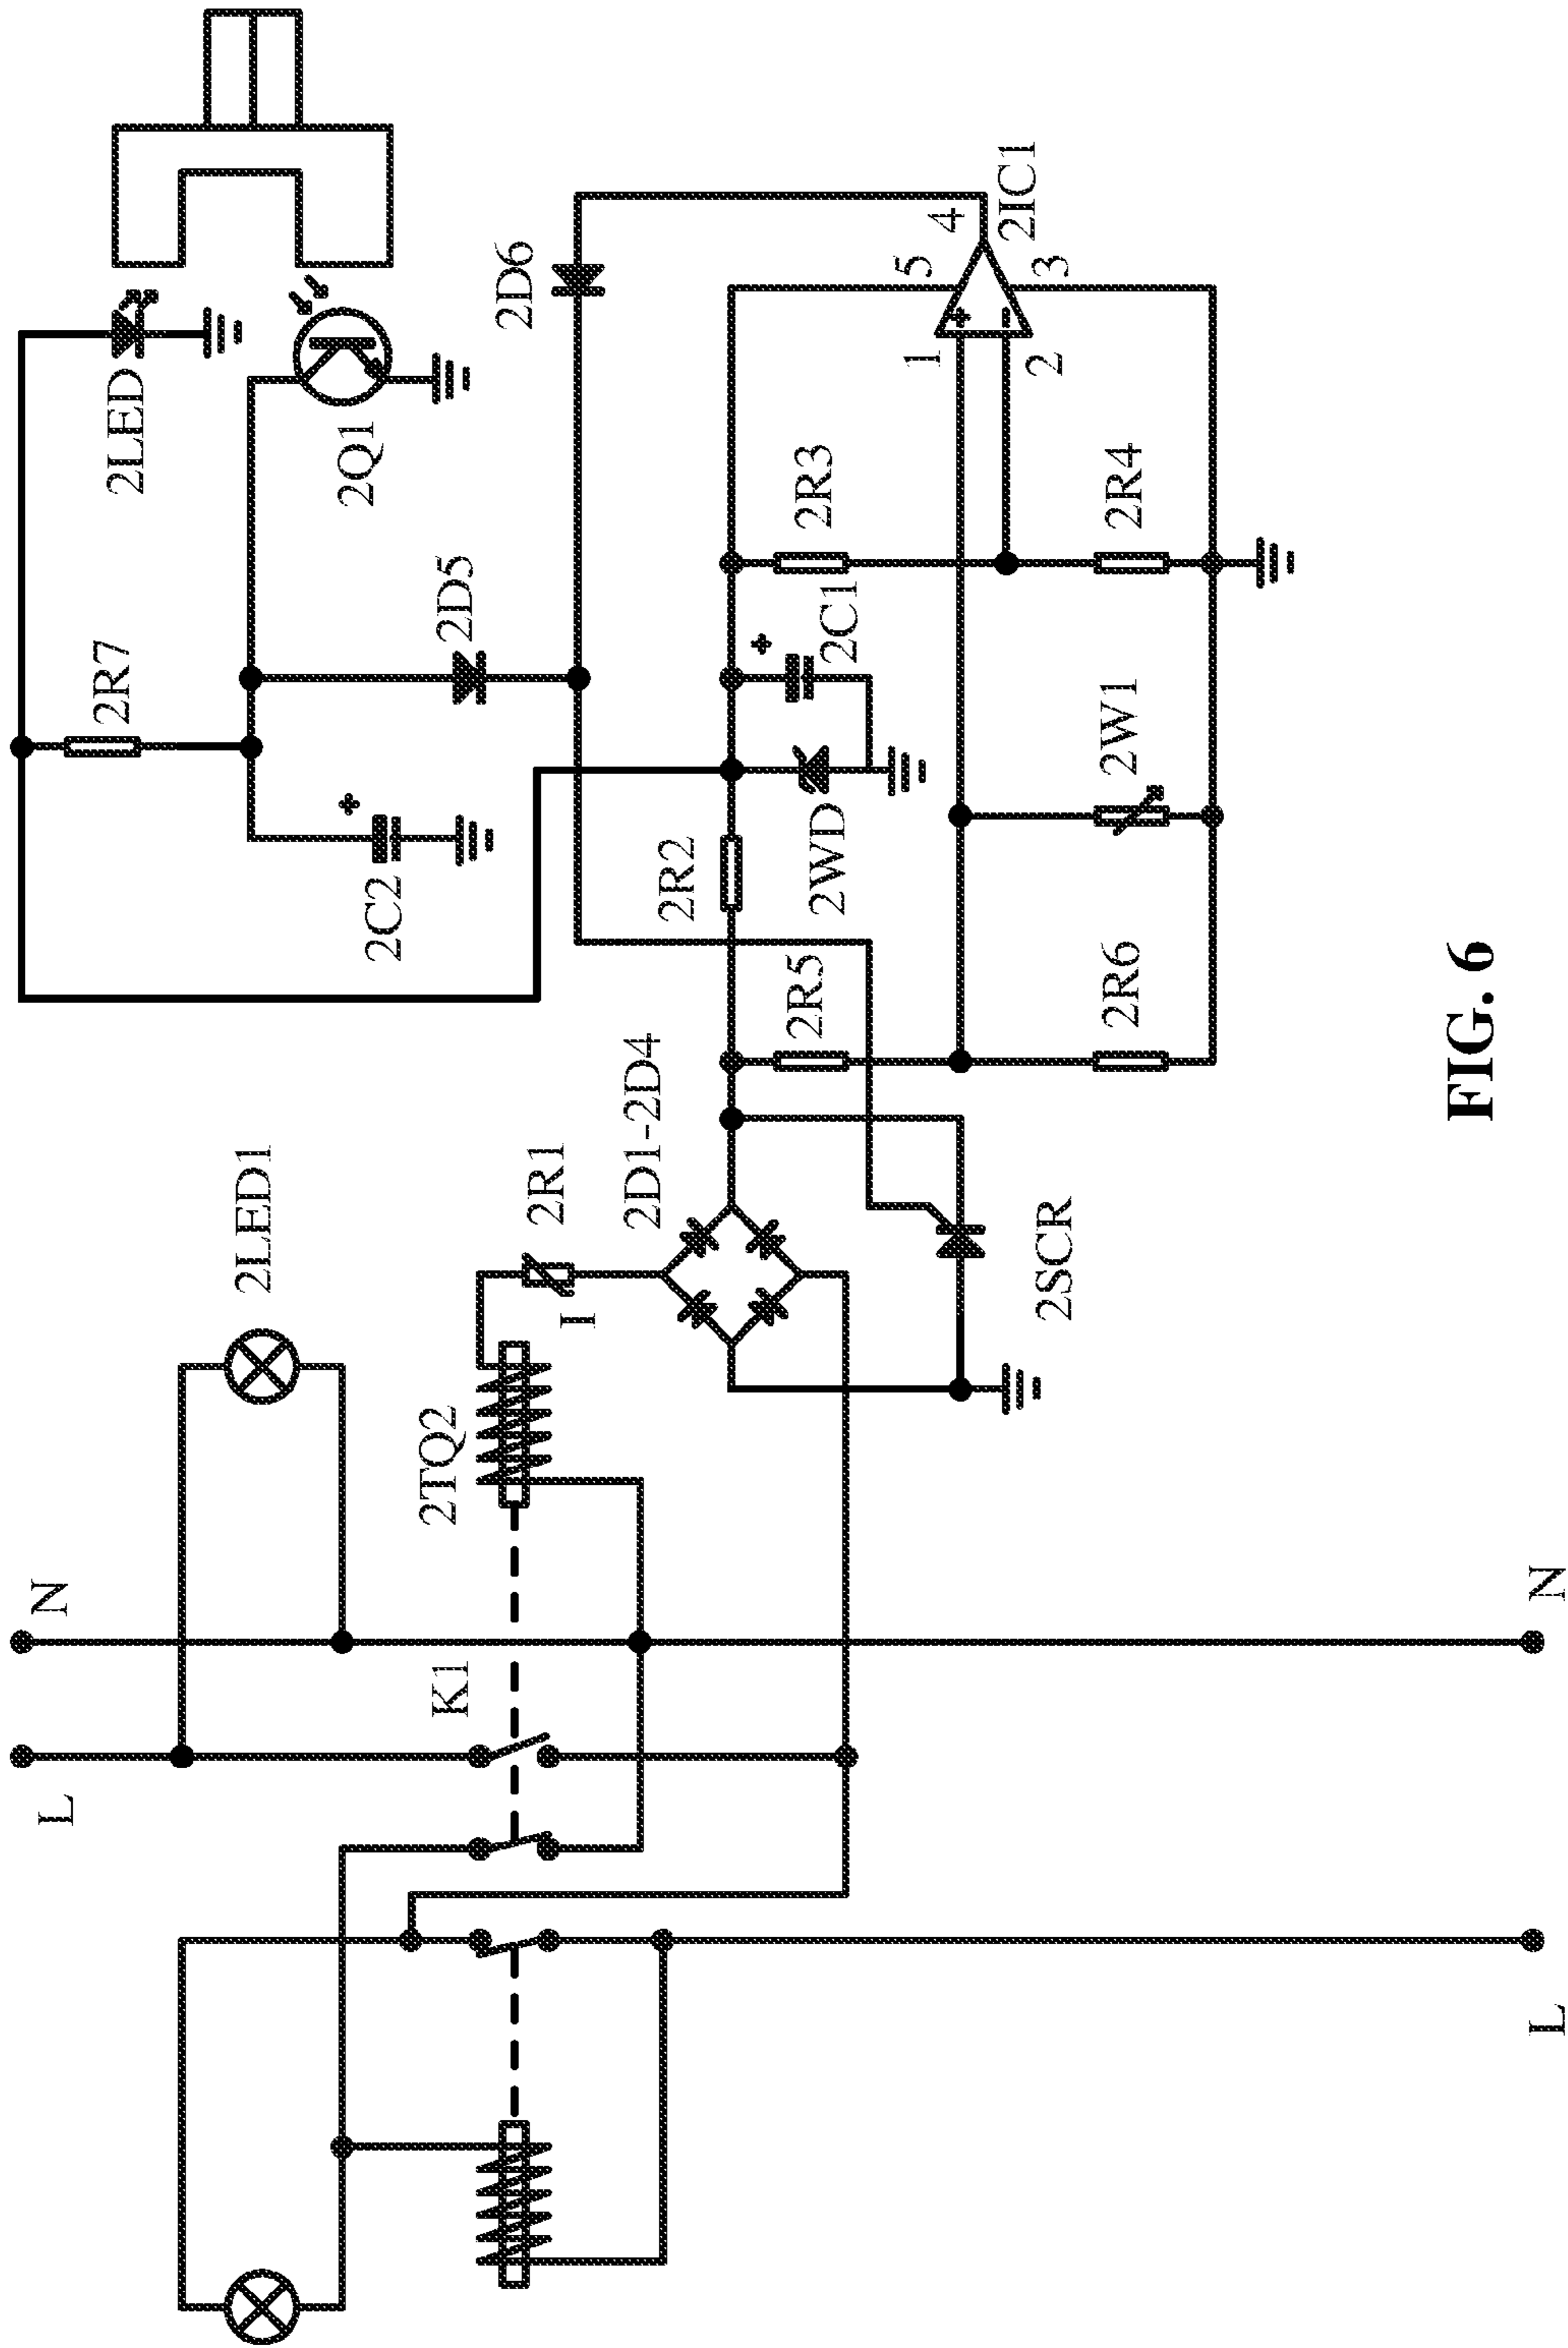 L
N
2R7
2LED
2LED1
2C2
2Q1
K1
2TQ2
2D5
2D6
I
2R1
2D1-2D4
2R2
+
+
2R5
2WD
2C1
2R3
1
5
4
+
−
2
3
2IC1
2SCR
2R6
2W1
2R4
L
N
FIG. 6